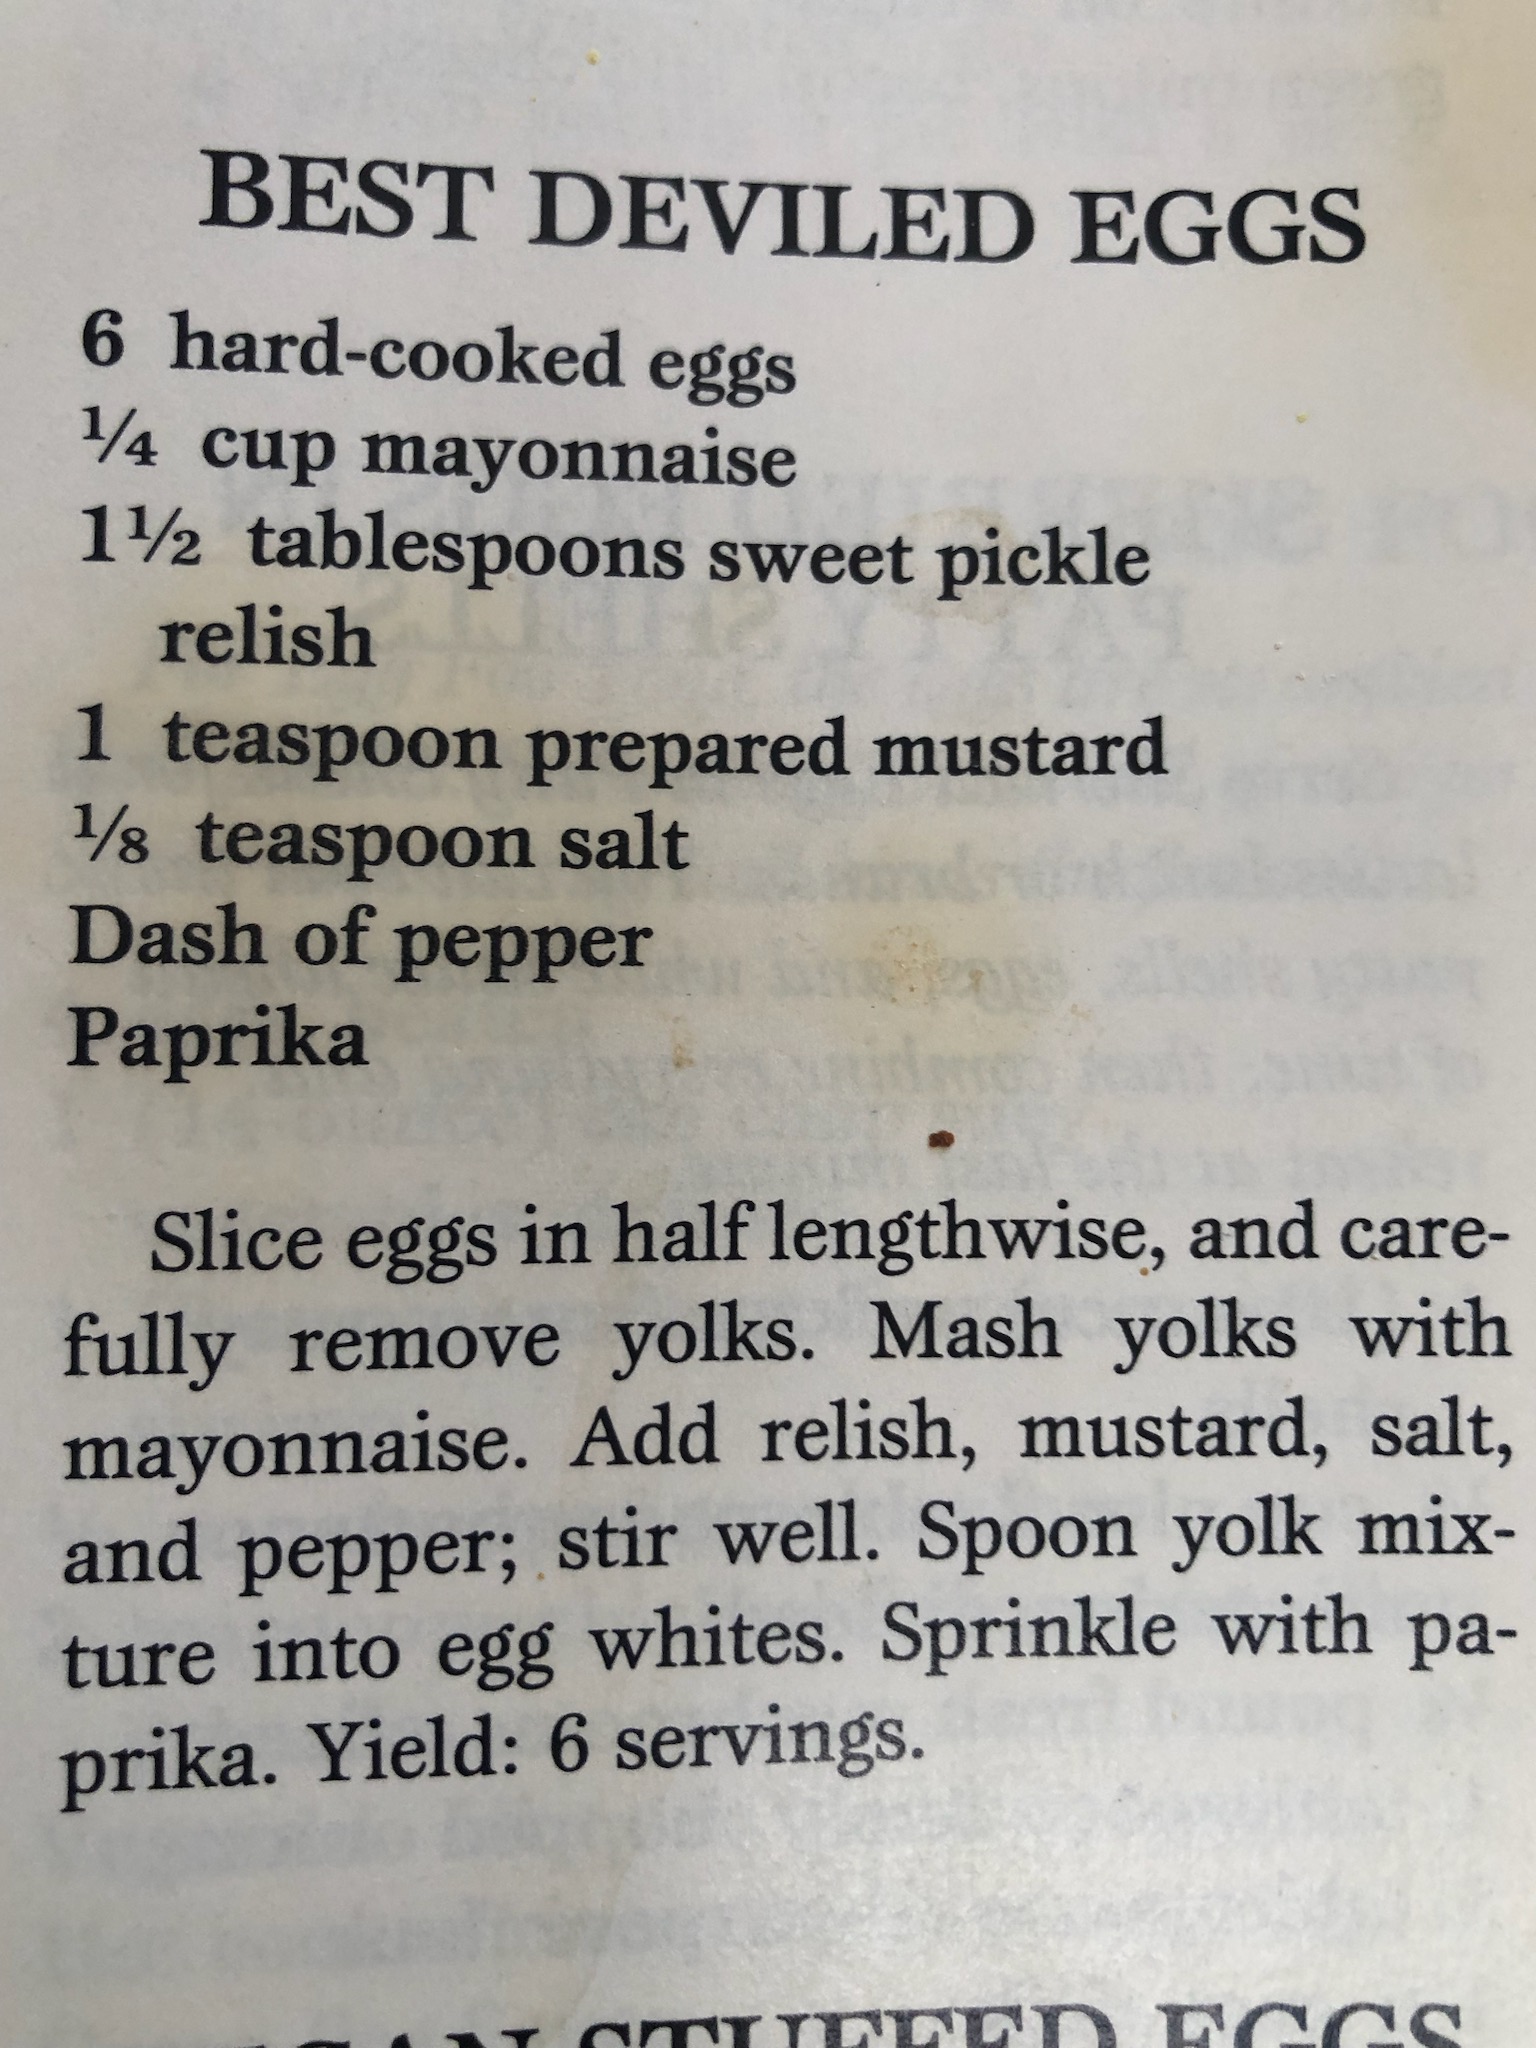 BEST DEVILED EGGS
6 hard-cooked eggs
¼ cup mayonnaise
1½ tablespoons sweet pickle
relish
1 teaspoon prepared mustard
⅛ teaspoon salt
Dash of pepper
Paprika
Slice eggs in half lengthwise, and care-
fully remove yolks. Mash yolks with
mayonnaise. Add relish, mustard, salt,
and pepper; stir well. Spoon yolk mix-
ture into egg whites. Sprinkle with pa-
prika. Yield: 6 servings.
STUFFED EGGS